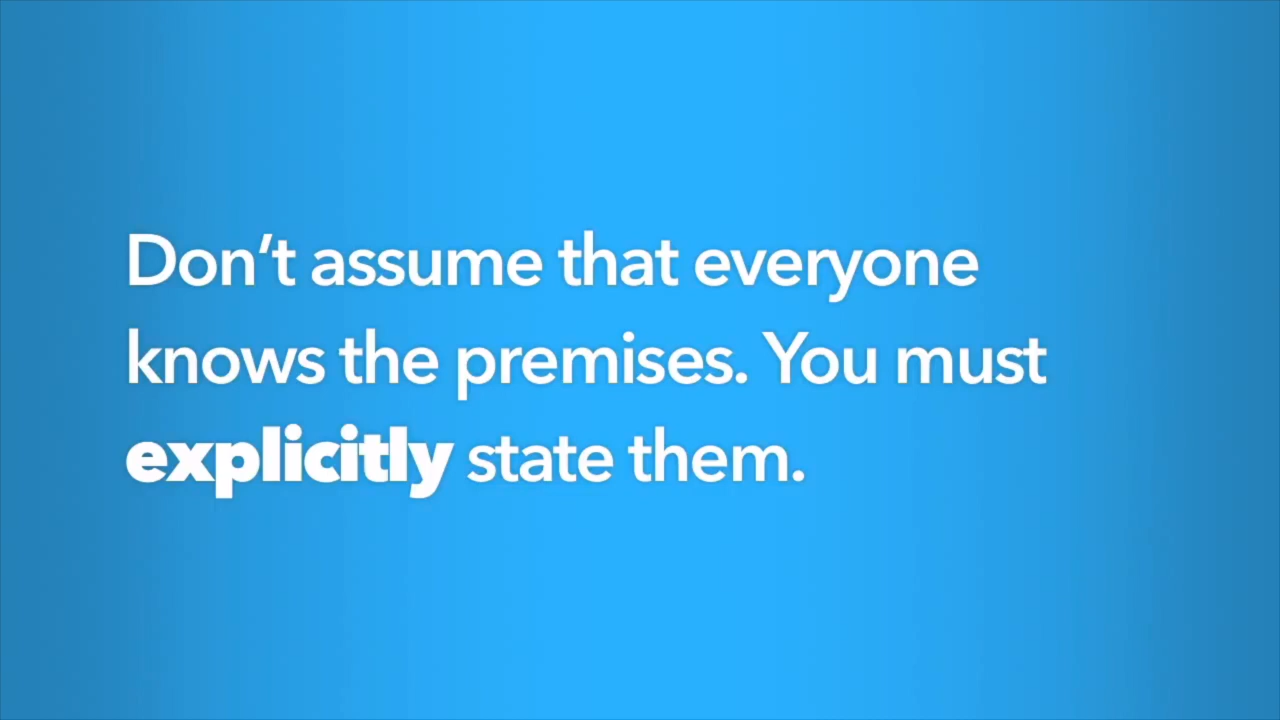 Don’t assume that everyone
knows the premises. You must
explicitly state them.